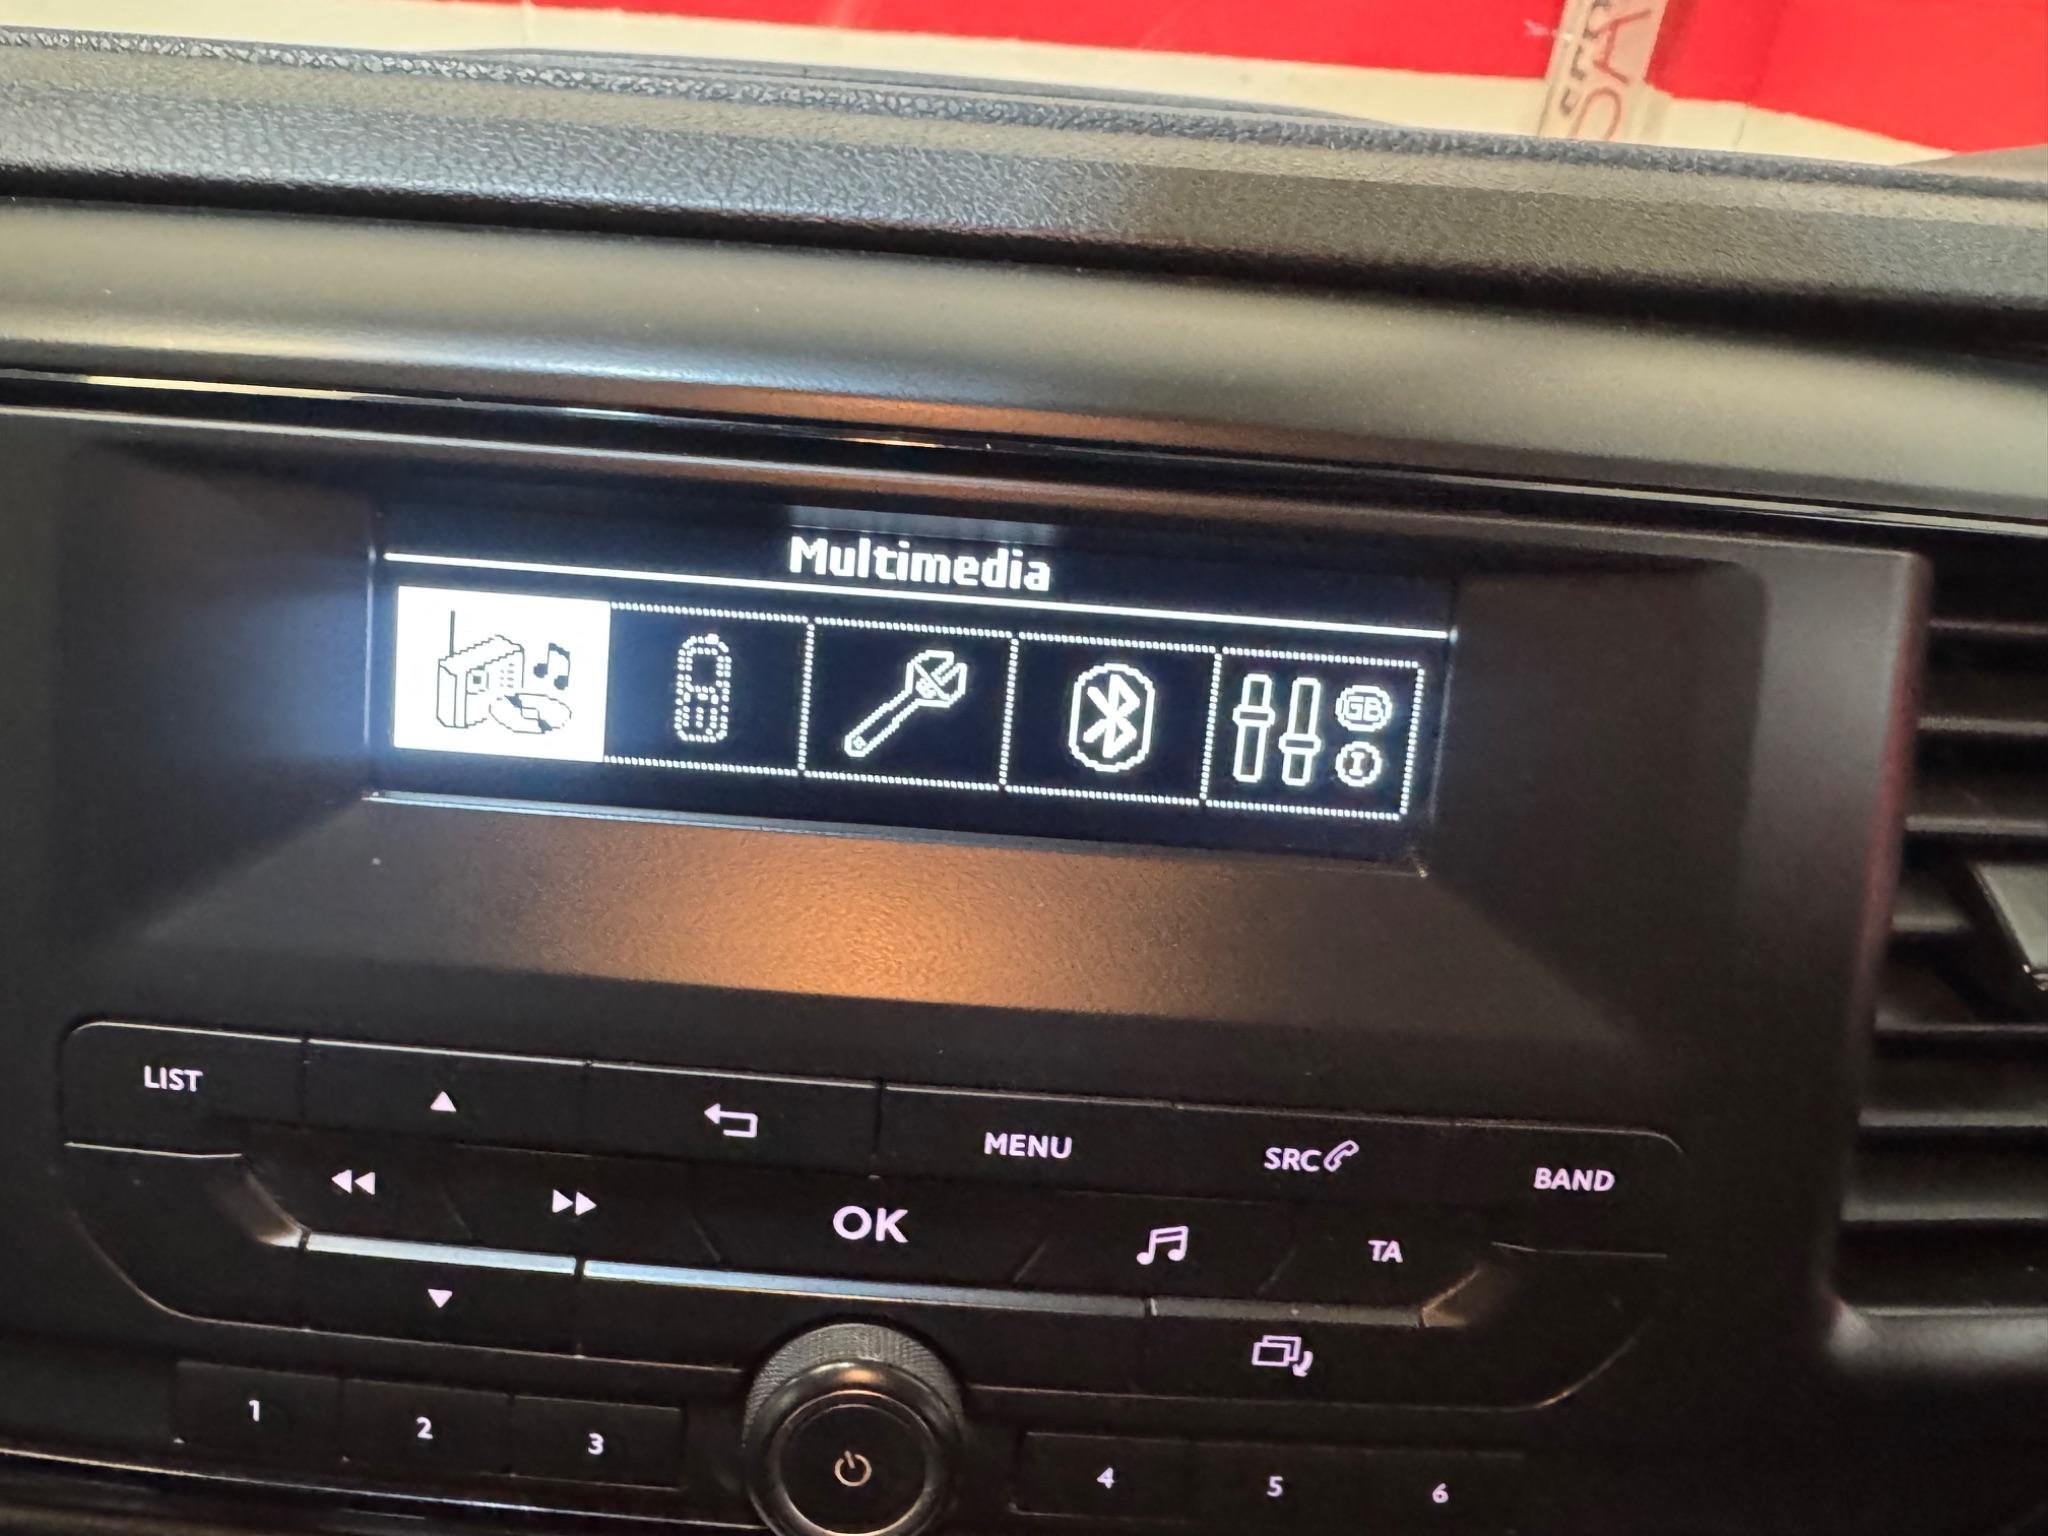 Multimedia
GB
I
LIST
MENU
SRC
BAND
OK
TA
1
2
3
4
5
6